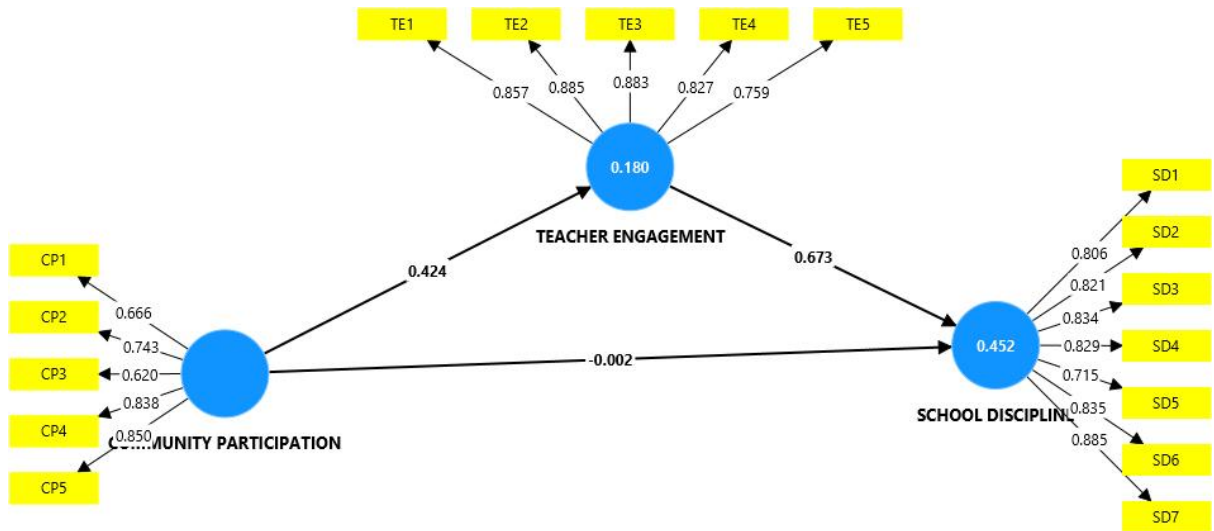 TE1 TE2 TE3 TE4 TE5
0.857 0.885 0.883 0.827 0.759
0.180
TEACHER ENGAGEMENT
0.424
0.673
-0.002
CP1
CP2
CP3
CP4
CP5
0.666
0.743
0.620
0.838
0.850
PARTICIPATION
SD1
SD2
SD3
SD4
SD5
SD6
SD7
0.806
0.821
0.834
0.829
0.715
0.835
0.885
0.452
SCHOOL DISCIPLINE